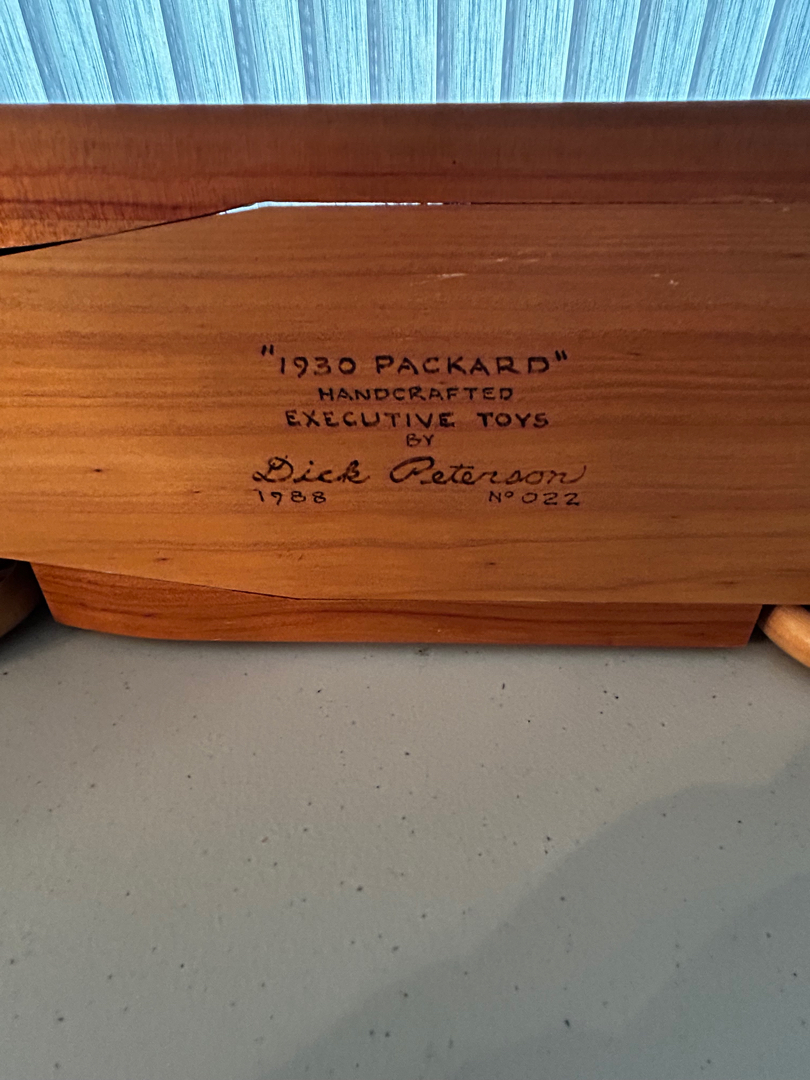 "1930 PACKARD"
HANDCRAFTED
EXECUTIVE TOYS
BY
Dick Peterson
1988 Nº 022